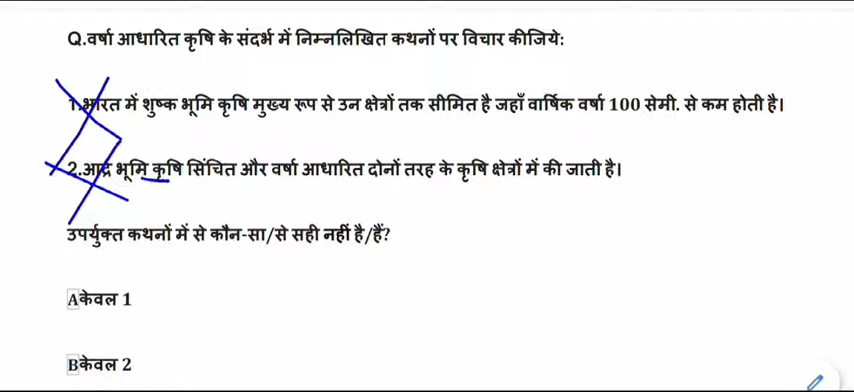 Q.वर्षा आधारित कृषि के संदर्भ में निम्नलिखित कथनों पर विचार कीजिये:
1.भारत में शुष्क भूमि कृषि मुख्य रूप से उन क्षेत्रों तक सीमित है जहाँ वार्षिक वर्षा 100 सेमी. से कम होती है।
2.आर्द्र भूमि कृषि सिंचित और वर्षा आधारित दोनों तरह के कृषि क्षेत्रों में की जाती है।
उपर्युक्त कथनों में से कौन-सा/से सही नहीं है/हैं?
Aकेवल 1
Bकेवल 2